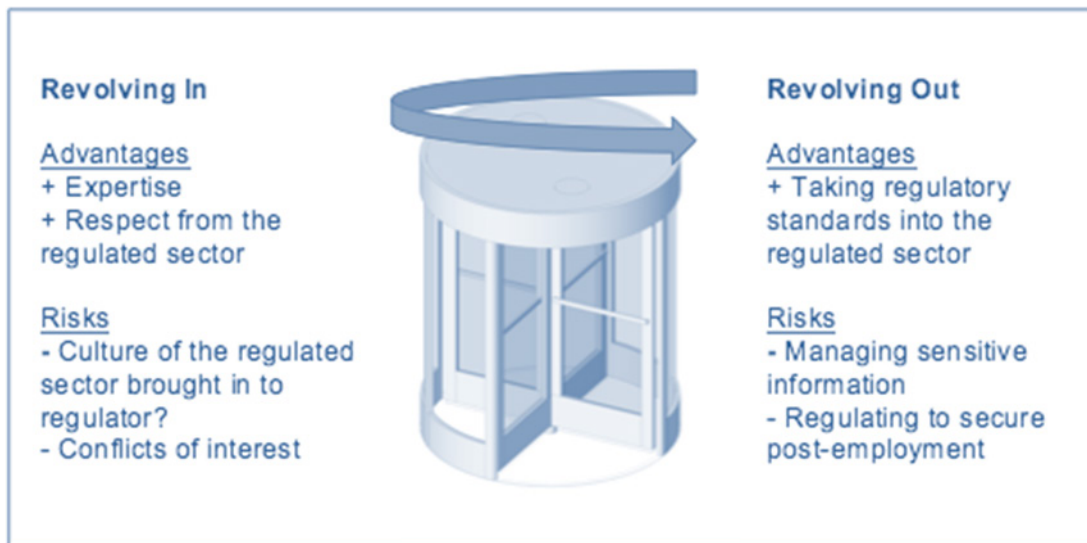 Revolving In
Advantages
+ Expertise
+ Respect from the
regulated sector
Risks
- Culture of the regulated
sector brought in to
regulator?
- Conflicts of interest
Revolving Out
Advantages
+ Taking regulatory
standards into the
regulated sector
Risks
- Managing sensitive
information
- Regulating to secure
post-employment